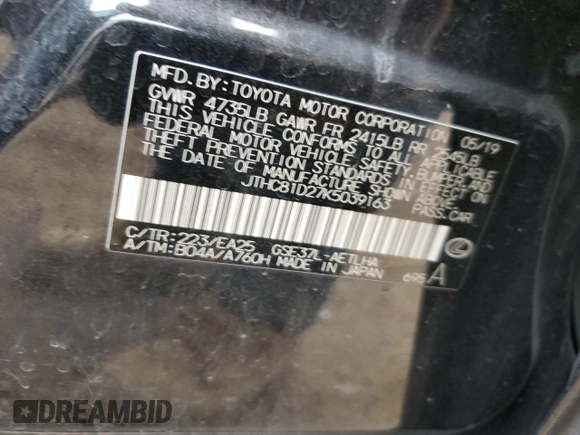 MFD. BY: TOYOTA MOTOR CORPORATION 05/19
GVWR 4735LB GAWR FR 2415LB RR 2545LB
THIS VEHICLE CONFORMS TO ALL APPLICABLE
FEDERAL MOTOR VEHICLE SAFETY, BUMPER, AND
THEFT PREVENTION STANDARDS IN EFFECT ON
THE DATE OF MANUFACTURE SHOWN ABOVE.
JTHC81D27K5039163 PASS. CAR
C/TR: 223/EA25 GSE37L-AETLHA
A/TM: B04A/A760H MADE IN JAPAN 695 A
DREAMBID